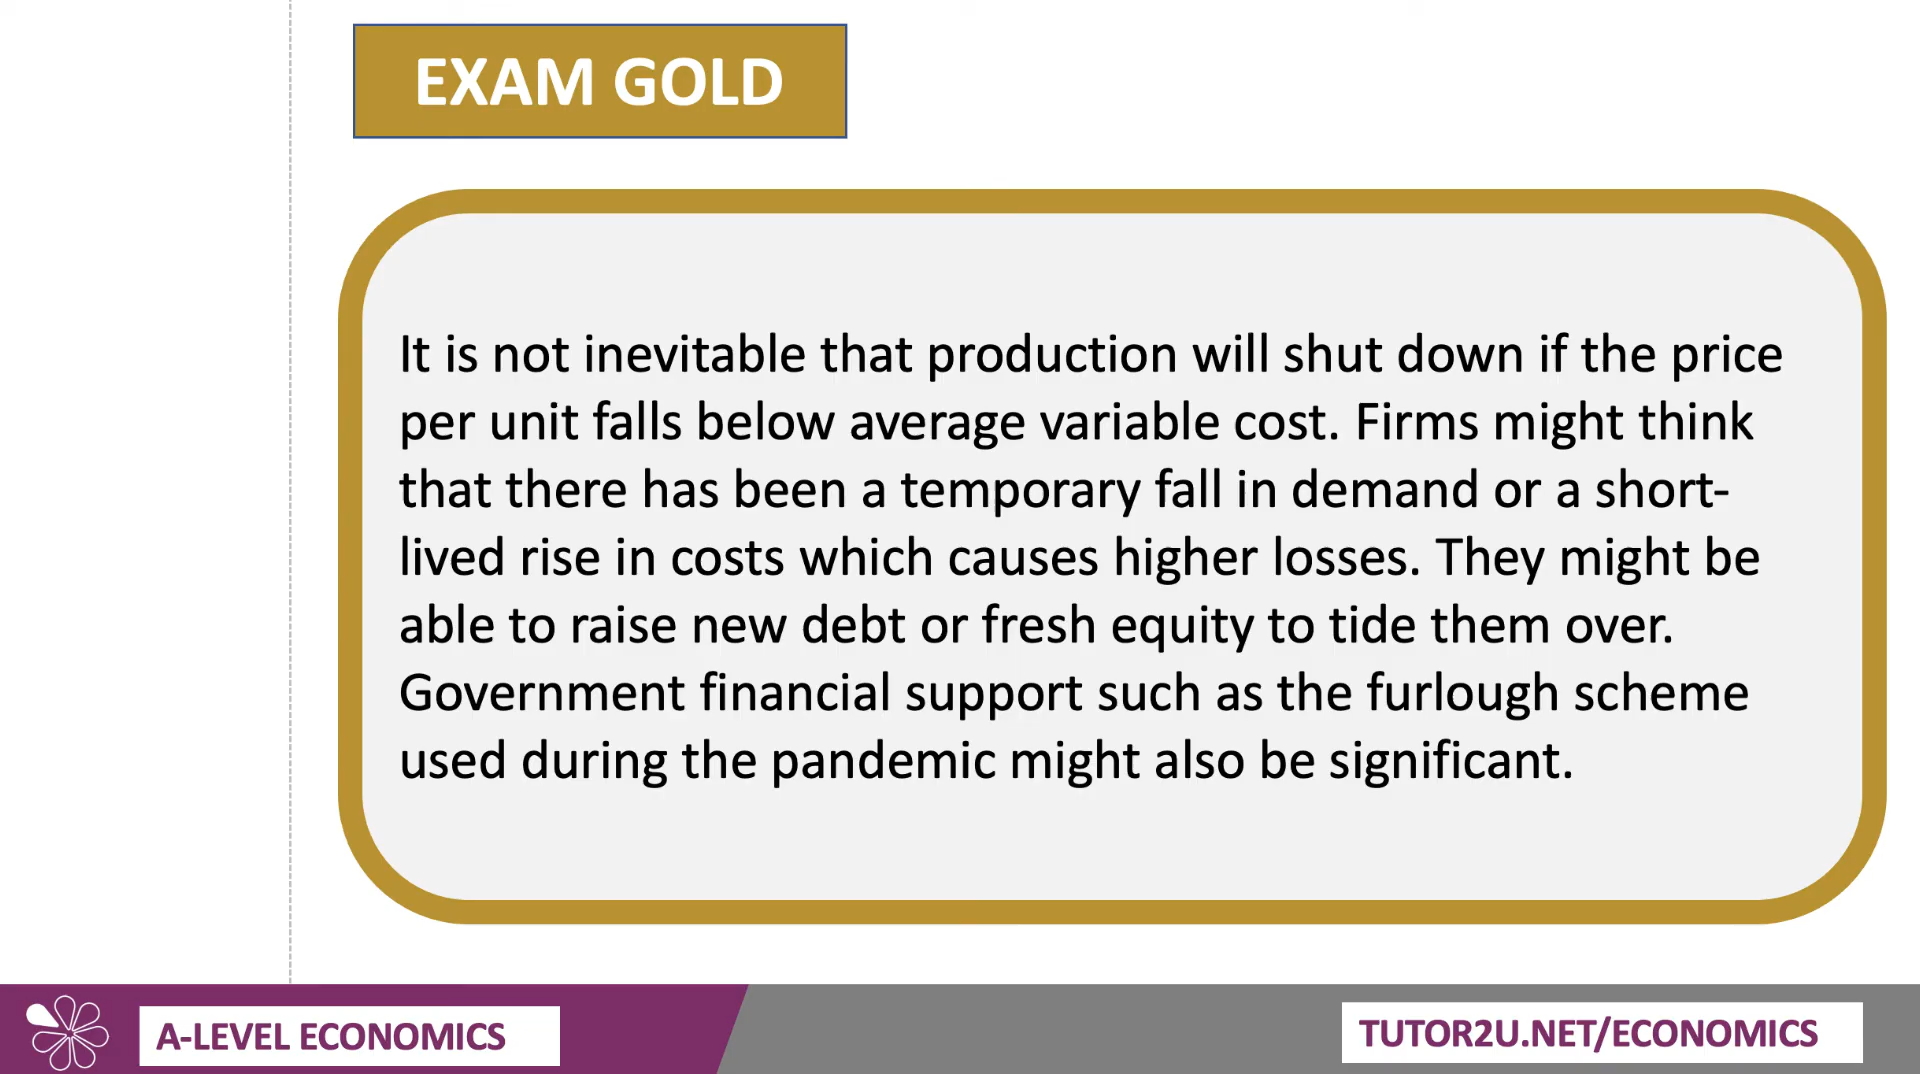 EXAM GOLD
It is not inevitable that production will shut down if the price
per unit falls below average variable cost. Firms might think
that there has been a temporary fall in demand or a short-
lived rise in costs which causes higher losses. They might be
able to raise new debt or fresh equity to tide them over.
Government financial support such as the furlough scheme
used during the pandemic might also be significant.
A-LEVEL ECONOMICS
TUTOR2U.NET/ECONOMICS